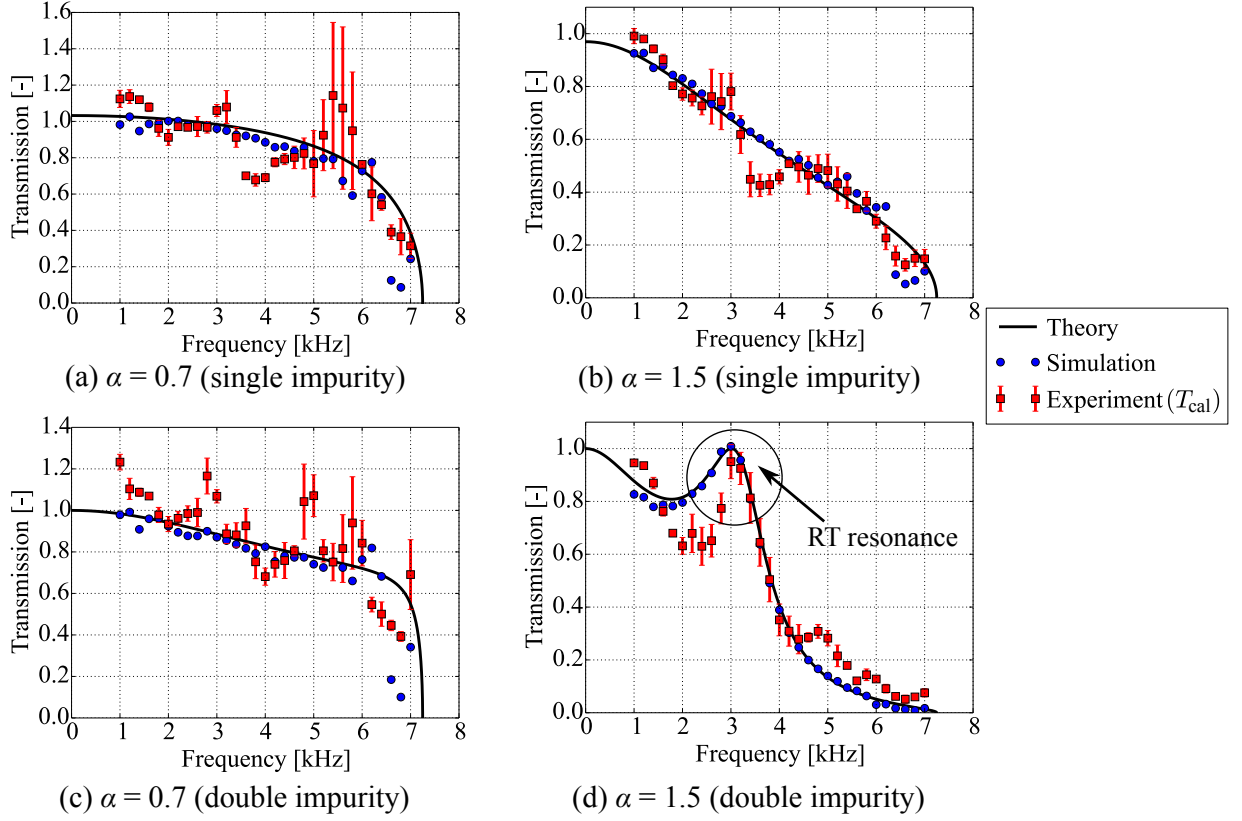 1.6
1.4
1.2
1.0
0.8
0.6
0.4
0.2
0.0
Transmission [-]
0 1 2 3 4 5 6 7 8
Frequency [kHz]
(a) α = 0.7 (single impurity)
1.0
0.8
0.6
0.4
0.2
0.0
Transmission [-]
0 1 2 3 4 5 6 7 8
Frequency [kHz]
(b) α = 1.5 (single impurity)
Theory
Simulation
Experiment (Tcal)
1.4
1.2
1.0
0.8
0.6
0.4
0.2
0.0
Transmission [-]
0 1 2 3 4 5 6 7 8
Frequency [kHz]
(c) α = 0.7 (double impurity)
1.0
0.8
0.6
0.4
0.2
0.0
Transmission [-]
RT resonance
0 1 2 3 4 5 6 7 8
Frequency [kHz]
(d) α = 1.5 (double impurity)